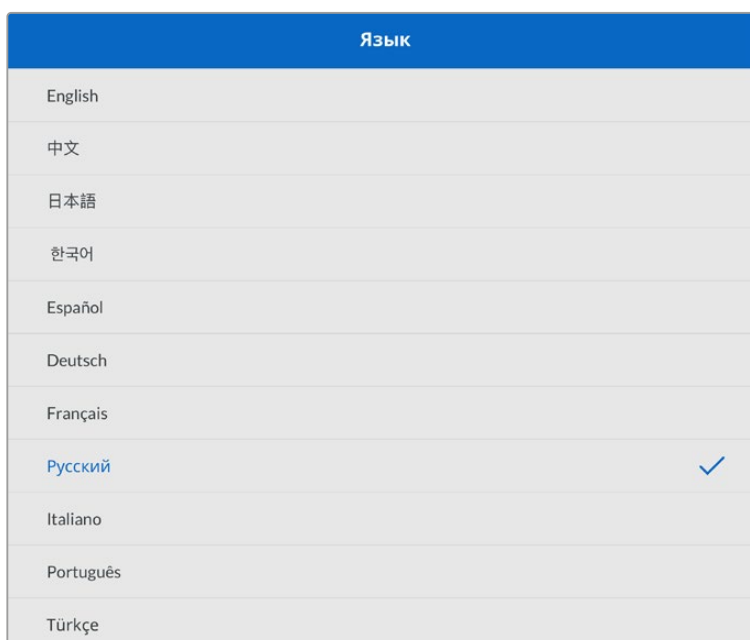 Язык
English
中文
日本語
한국어
Español
Deutsch
Français
Русский
Italiano
Português
Türkçe